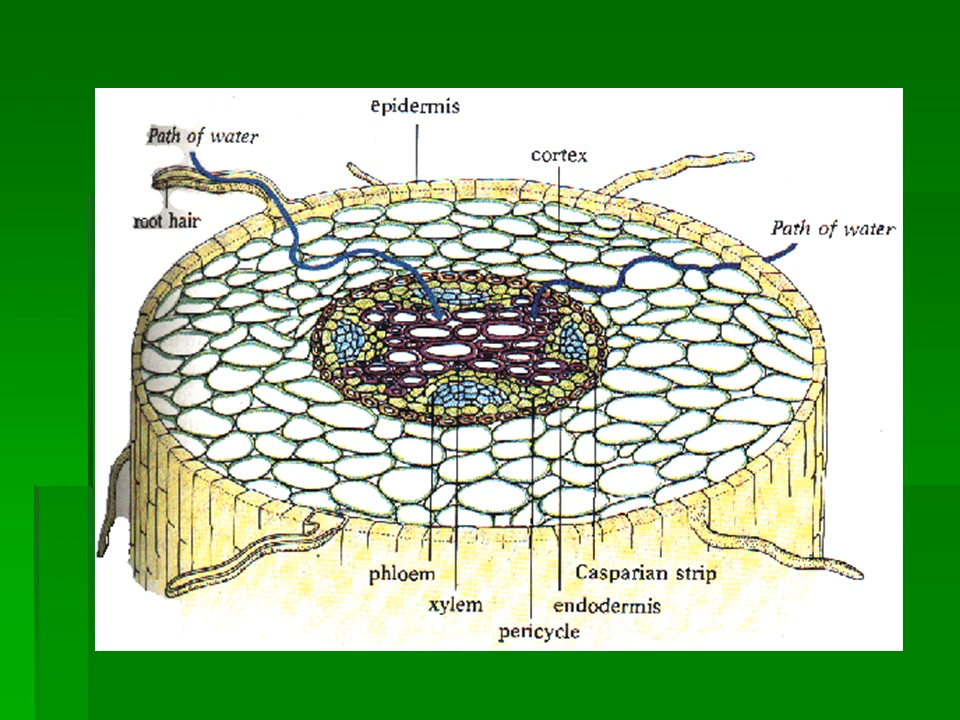 epidermis
Path of water
cortex
root hair
Path of water
phloem
Casparian strip
xylem
endodermis
pericycle